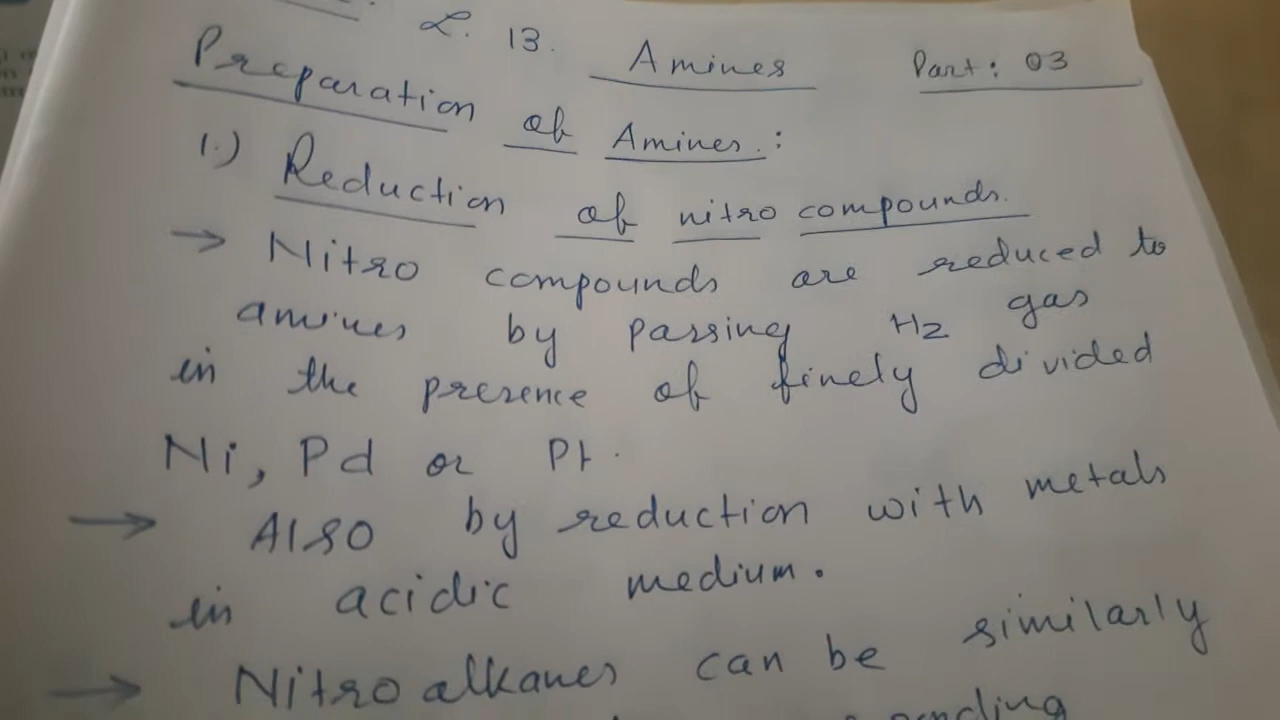 L. 13. Amines Part: 03
Preparation of Amines:
1.) Reduction of nitro compounds.
→ Nitro compounds are reduced to
amines by passing H2 gas
in the presence of finely divided
Ni, Pd or Pt.
→ Also by reduction with metals
in acidic medium.
→ Nitroalkanes can be similarly